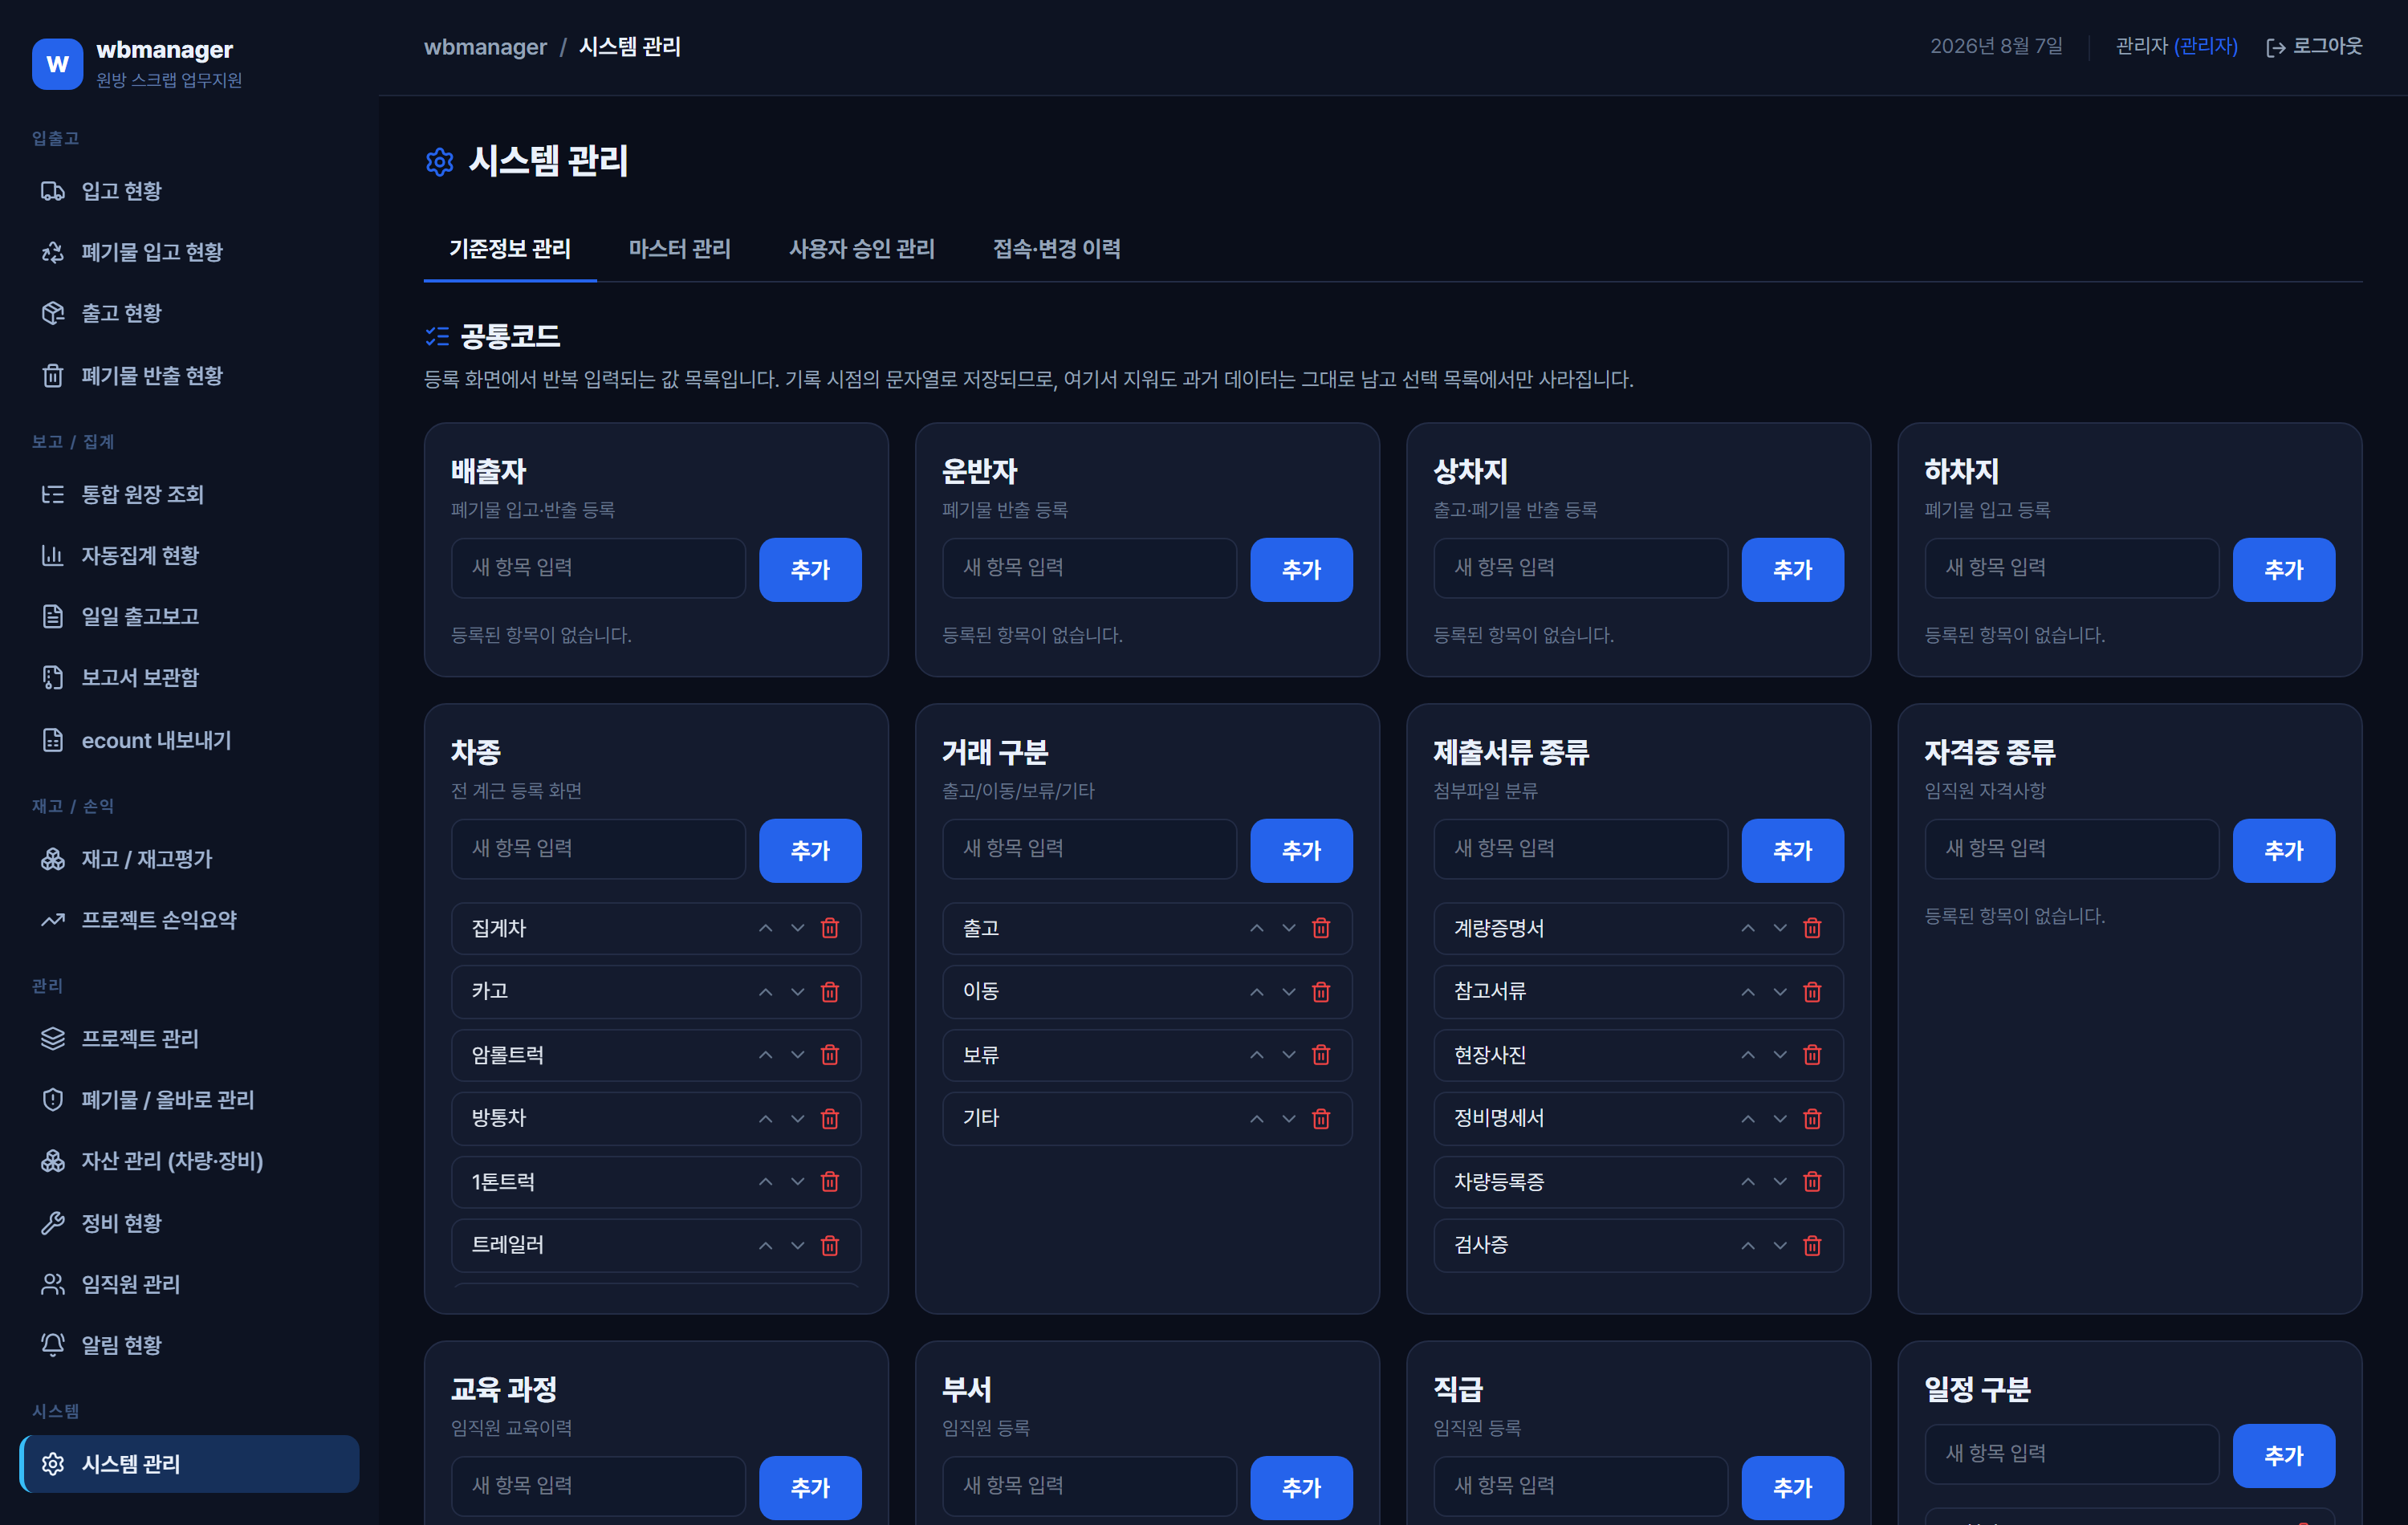 W
wbmanager
원방 스크랩 업무지원
입출고
입고 현황
폐기물 입고 현황
출고 현황
폐기물 반출 현황
보고 / 집계
통합 원장 조회
자동집계 현황
일일 출고보고
보고서 보관함
ecount 내보내기
재고 / 손익
재고 / 재고평가
프로젝트 손익요약
관리
프로젝트 관리
폐기물 / 올바로 관리
자산 관리 (차량·장비)
정비 현황
임직원 관리
알림 현황
시스템
시스템 관리
wbmanager / 시스템 관리
2026년 8월 7일
관리자 (관리자)
로그아웃
시스템 관리
기준정보 관리
마스터 관리
사용자 승인 관리
접속·변경 이력
공통코드
등록 화면에서 반복 입력되는 값 목록입니다. 기록 시점의 문자열로 저장되므로, 여기서 지워도 과거 데이터는 그대로 남고 선택 목록에서만 사라집니다.
배출자
폐기물 입고·반출 등록
새 항목 입력
추가
등록된 항목이 없습니다.
운반자
폐기물 반출 등록
새 항목 입력
추가
등록된 항목이 없습니다.
상차지
출고·폐기물 반출 등록
새 항목 입력
추가
등록된 항목이 없습니다.
하차지
폐기물 입고 등록
새 항목 입력
추가
등록된 항목이 없습니다.
차종
전 계근 등록 화면
새 항목 입력
추가
집게차
카고
암롤트럭
방통차
1톤트럭
트레일러
거래 구분
출고/이동/보류/기타
새 항목 입력
추가
출고
이동
보류
기타
제출서류 종류
첨부파일 분류
새 항목 입력
추가
계량증명서
참고서류
현장사진
정비명세서
차량등록증
검사증
자격증 종류
임직원 자격사항
새 항목 입력
추가
등록된 항목이 없습니다.
교육 과정
임직원 교육이력
새 항목 입력
추가
부서
임직원 등록
새 항목 입력
추가
직급
임직원 등록
새 항목 입력
추가
일정 구분
새 항목 입력
추가